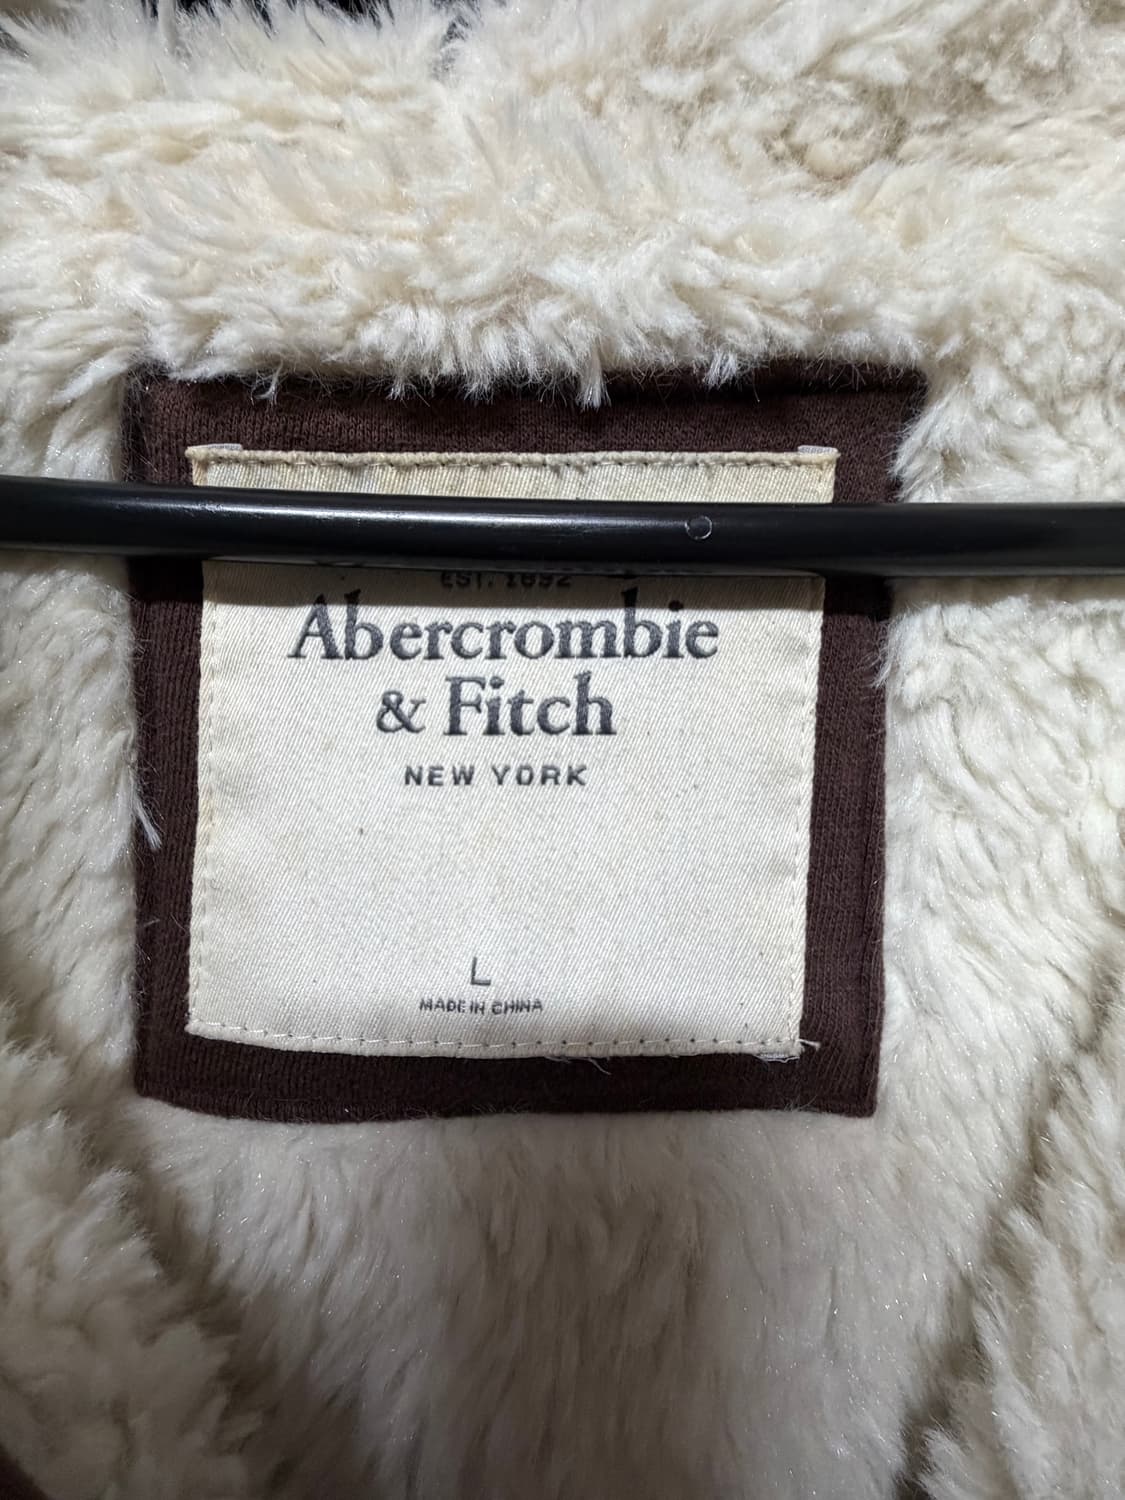 EST. 1892
Abercrombie
& Fitch
NEW YORK
L
MADE IN CHINA